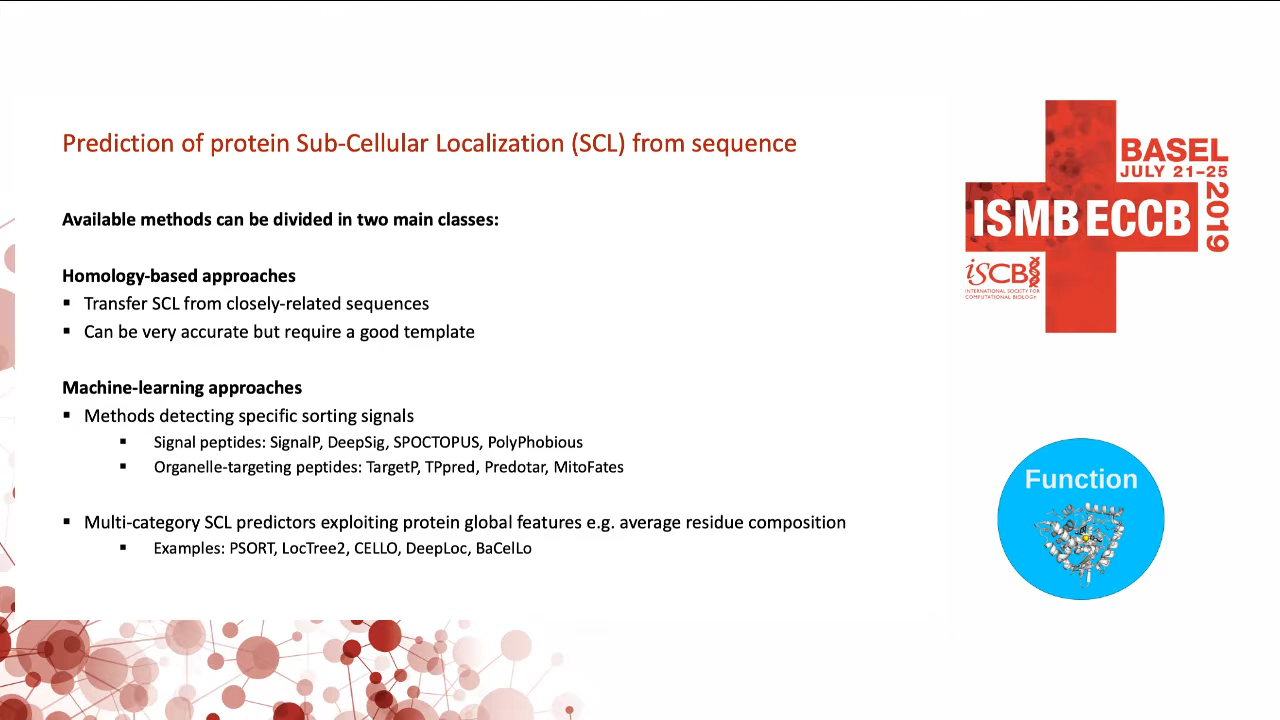 Prediction of protein Sub-Cellular Localization (SCL) from sequence
Available methods can be divided in two main classes:
Homology-based approaches
▪ Transfer SCL from closely-related sequences
▪ Can be very accurate but require a good template
Machine-learning approaches
▪ Methods detecting specific sorting signals
▪ Signal peptides: SignalP, DeepSig, SPOCTOPUS, PolyPhobious
▪ Organelle-targeting peptides: TargetP, TPpred, Predotar, MitoFates
▪ Multi-category SCL predictors exploiting protein global features e.g. average residue composition
▪ Examples: PSORT, LocTree2, CELLO, DeepLoc, BaCelLo
BASEL
JULY 21–25
2019
ISMB ECCB
iSCB
INTERNATIONAL SOCIETY FOR
COMPUTATIONAL BIOLOGY
Function